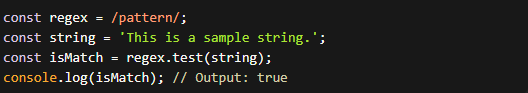 const regex = /pattern/;
const string = 'This is a sample string.';
const isMatch = regex.test(string);
console.log(isMatch); // Output: true